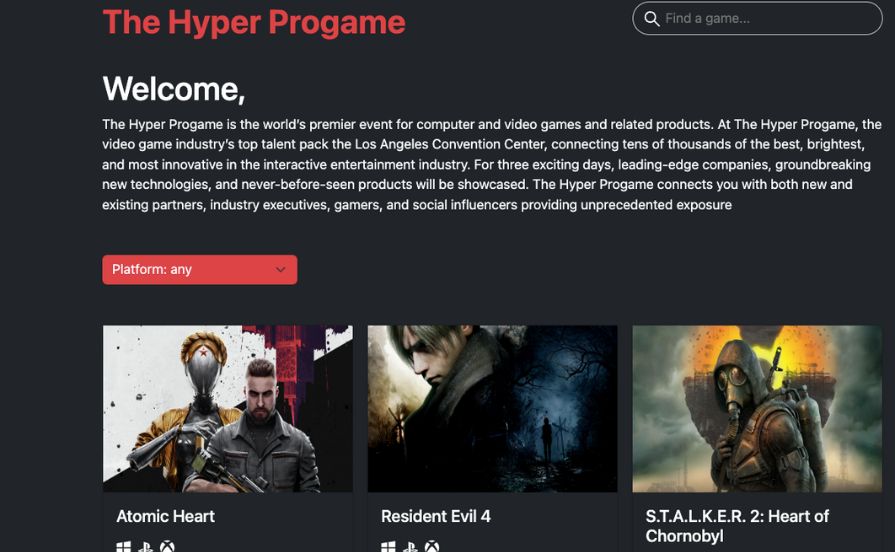 The Hyper Progame
Find a game...
Welcome,
The Hyper Progame is the world's premier event for computer and video games and related products. At The Hyper Progame, the
video game industry's top talent pack the Los Angeles Convention Center, connecting tens of thousands of the best, brightest,
and most innovative in the interactive entertainment industry. For three exciting days, leading-edge companies, groundbreaking
new technologies, and never-before-seen products will be showcased. The Hyper Progame connects you with both new and
existing partners, industry executives, gamers, and social influencers providing unprecedented exposure
Platform: any
Atomic Heart
Resident Evil 4
S.T.A.L.K.E.R. 2: Heart of
Chornobyl